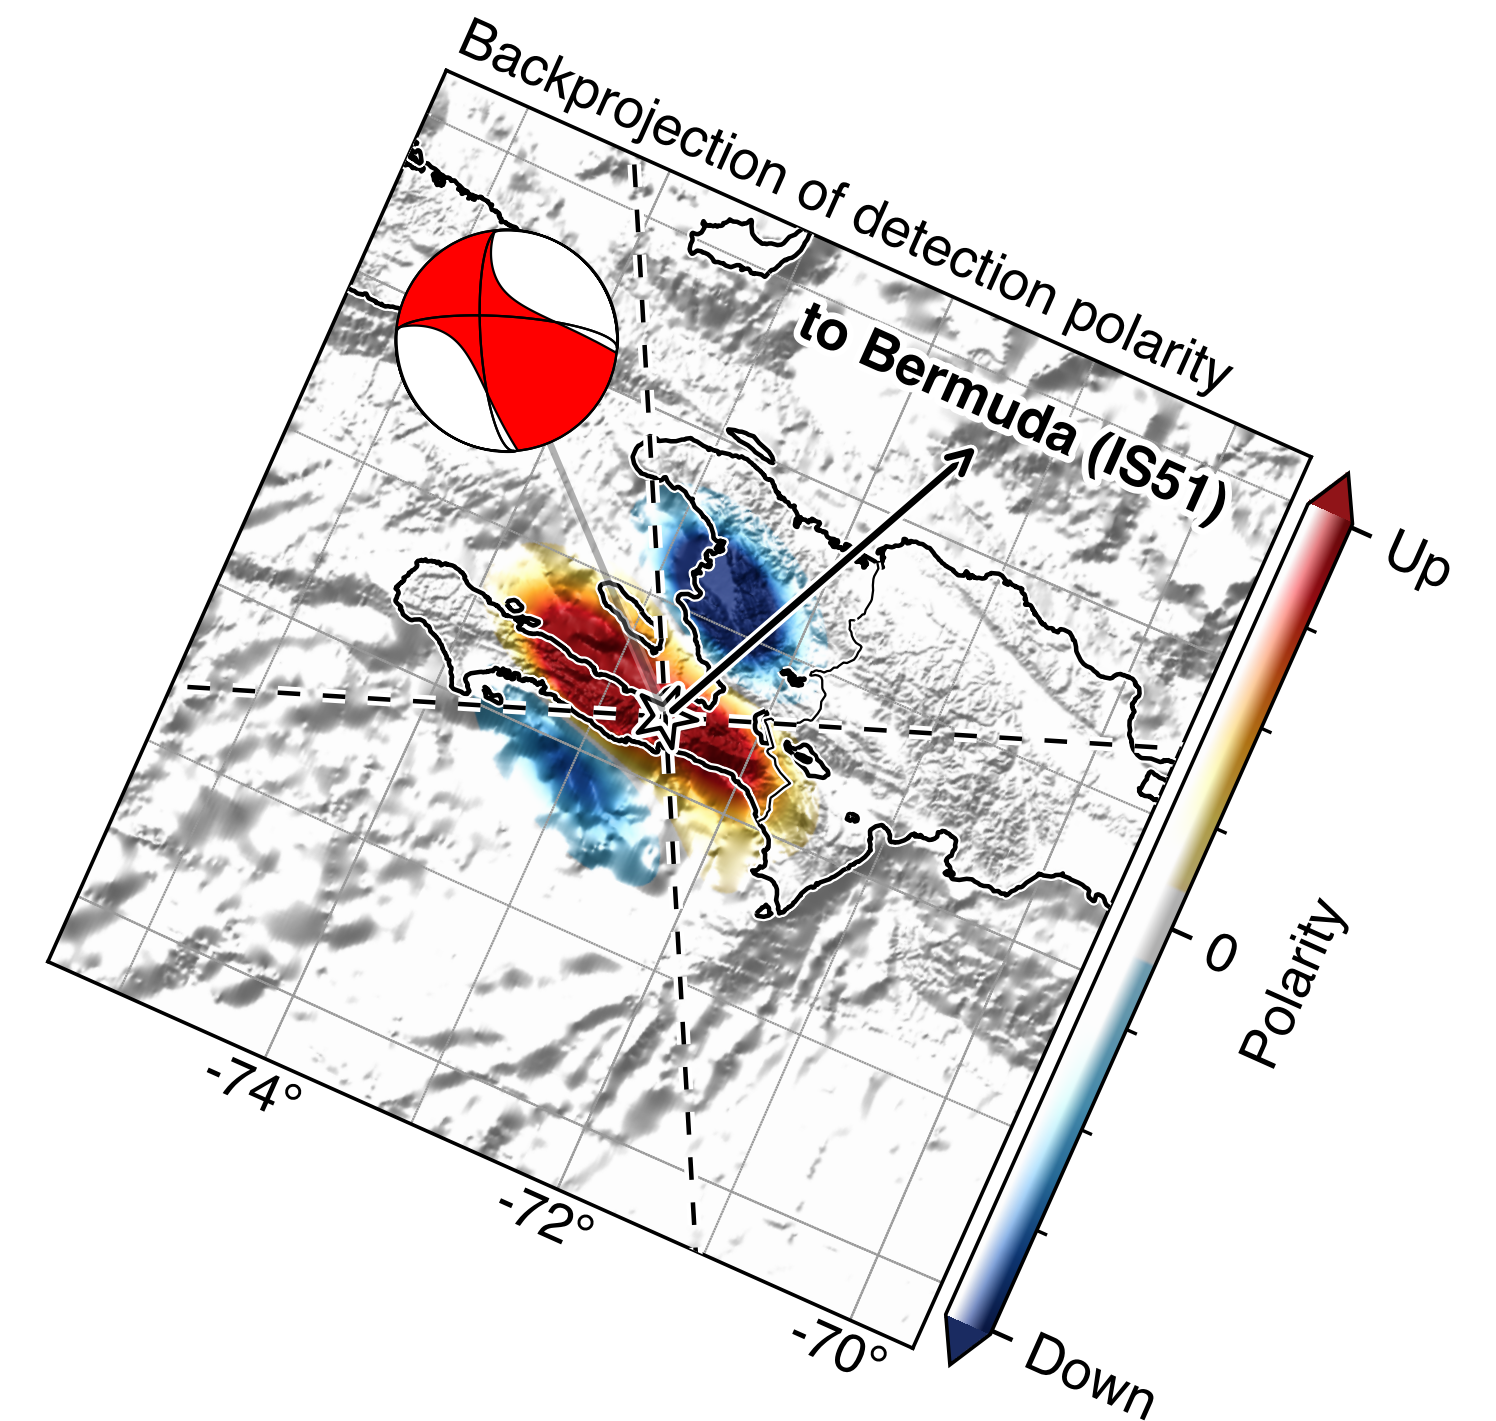 Backprojection of detection polarity
to Bermuda (IS51)
Up
0
Polarity
Down
-74°
-72°
-70°